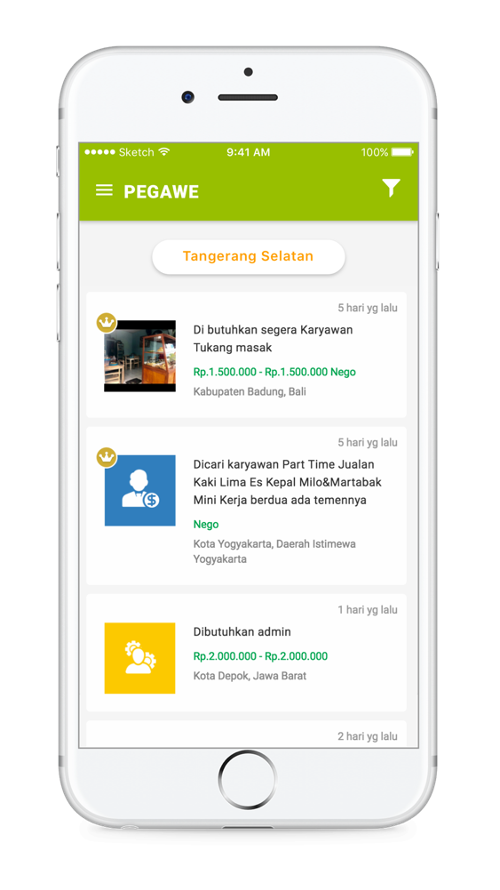 Sketch 9:41 AM 100%
PEGAWE
Tangerang Selatan
5 hari yg lalu
Di butuhkan segera Karyawan
Tukang masak
Rp.1.500.000 - Rp.1.500.000 Nego
Kabupaten Badung, Bali
5 hari yg lalu
Dicari karyawan Part Time Jualan
Kaki Lima Es Kepal Milo&Martabak
Mini Kerja berdua ada temennya
Nego
Kota Yogyakarta, Daerah Istimewa
Yogyakarta
1 hari yg lalu
Dibutuhkan admin
Rp.2.000.000 - Rp.2.000.000
Kota Depok, Jawa Barat
2 hari yg lalu